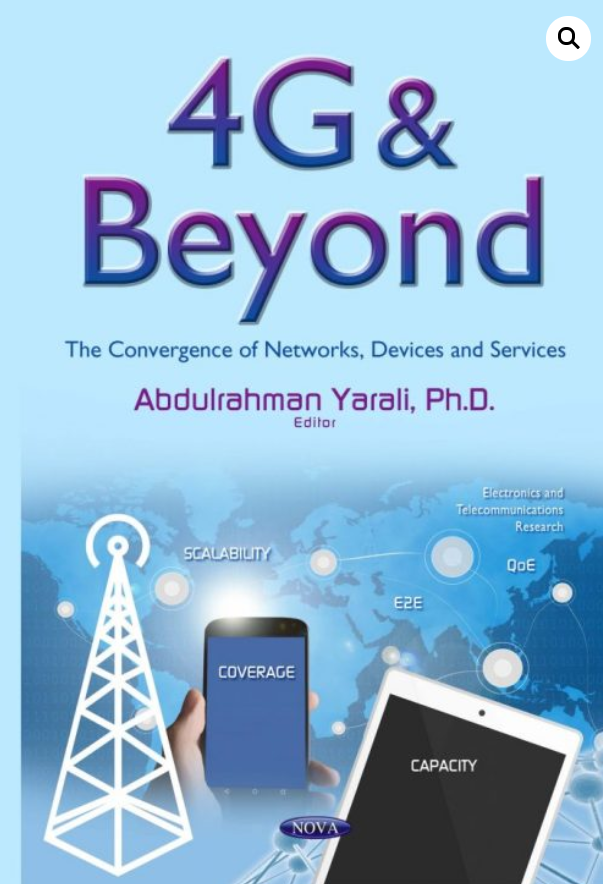 4G &
Beyond
The Convergence of Networks, Devices and Services
Abdulrahman Yarali, Ph.D.
Editor
Electronics and
Telecommunications
Research
SCALABILITY
QoE
E2E
COVERAGE
CAPACITY
NOVA